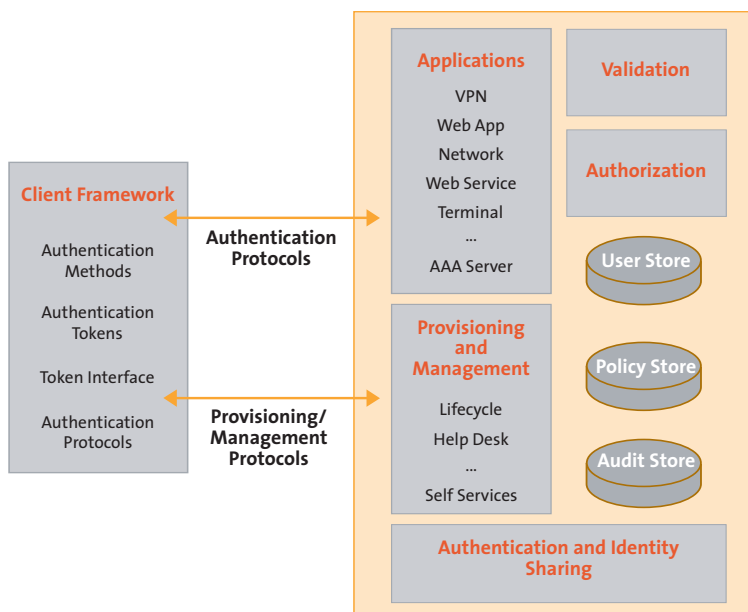 Client Framework
Authentication
Methods
Authentication
Tokens
Token Interface
Authentication
Protocols
Authentication
Protocols
Provisioning/
Management
Protocols
Applications
VPN
Web App
Network
Web Service
Terminal
...
AAA Server
Provisioning
and
Management
Lifecycle
Help Desk
...
Self Services
Validation
Authorization
User Store
Policy Store
Audit Store
Authentication and Identity
Sharing